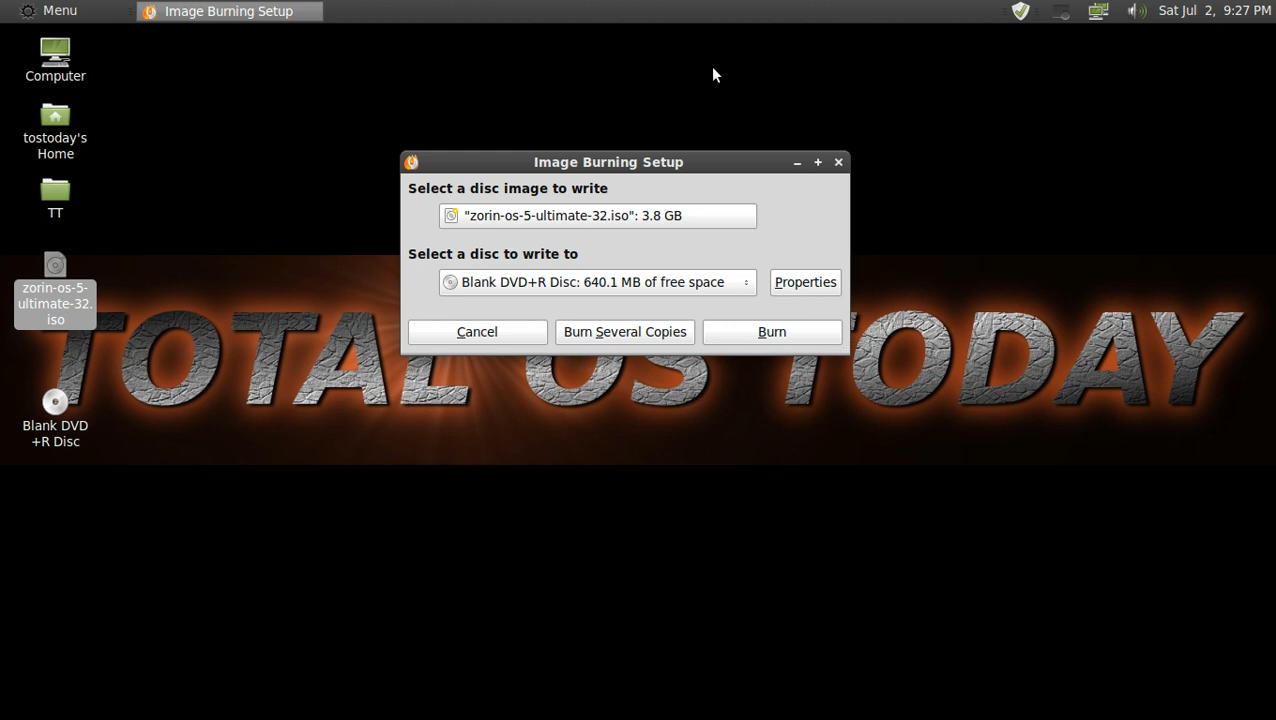 Menu
Image Burning Setup
Sat Jul 2, 9:27 PM
Computer
tostoday's
Home
TT
zorin-os-5-
ultimate-32.
iso
Blank DVD
+R Disc
Image Burning Setup
Select a disc image to write
"zorin-os-5-ultimate-32.iso": 3.8 GB
Select a disc to write to
Blank DVD+R Disc: 640.1 MB of free space
Properties
Cancel
Burn Several Copies
Burn
TOTAL OS TODAY